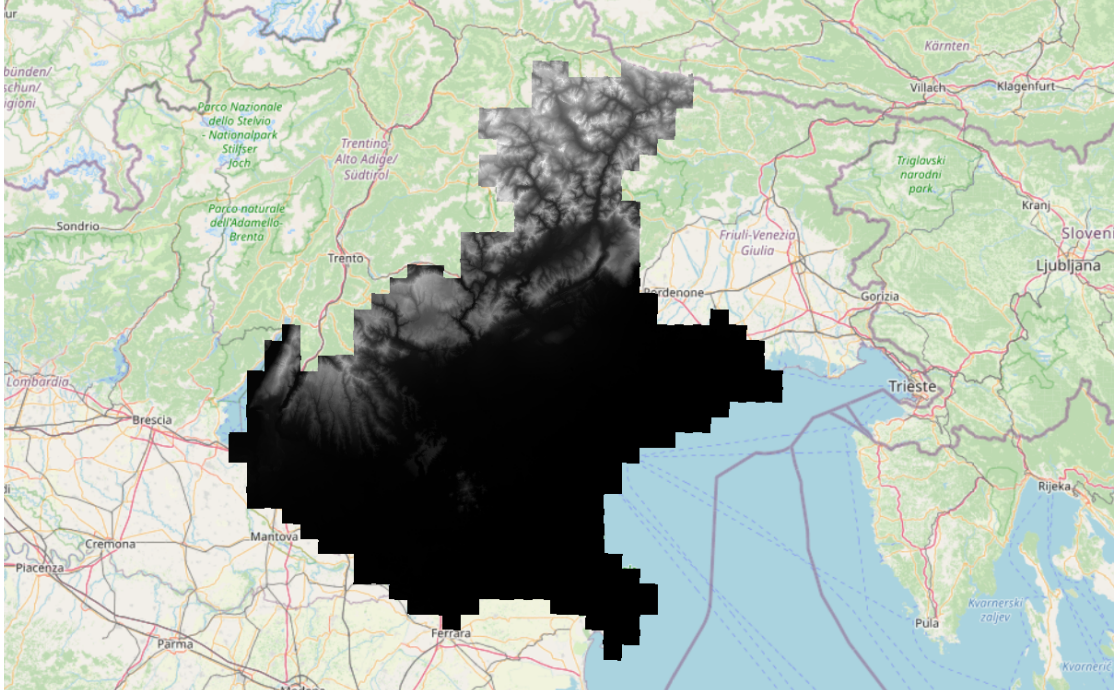 Kärnten
bünden/
schun/
igioni
Parco Nazionale
dello Stelvio
- Nationalpark
Stilfser
Joch
Trentino-
Alto Adige/
Südtirol
Villach
Klagenfurt
Triglavski
narodni
park
Kranj
Sloveni
Ljubljana
Parco naturale
dell'Adamello-
Brenta
Sondrio
Trento
Friuli-Venezia
Giulia
Pordenone
Gorizia
Lombardia
Brescia
Trieste
Rijeka
Mantova
Cremona
Piacenza
Ferrara
Parma
Modena
Pula
Kvarnerski
zaljev
Kvarnerić